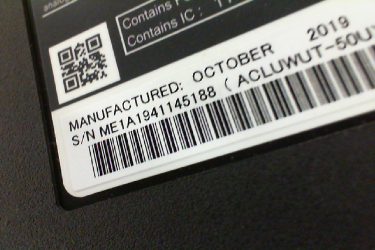 Contains
Contains IC :
MANUFACTURED: OCTOBER 2019
S/N ME1A1941145188 ( ACLUWUT-50U